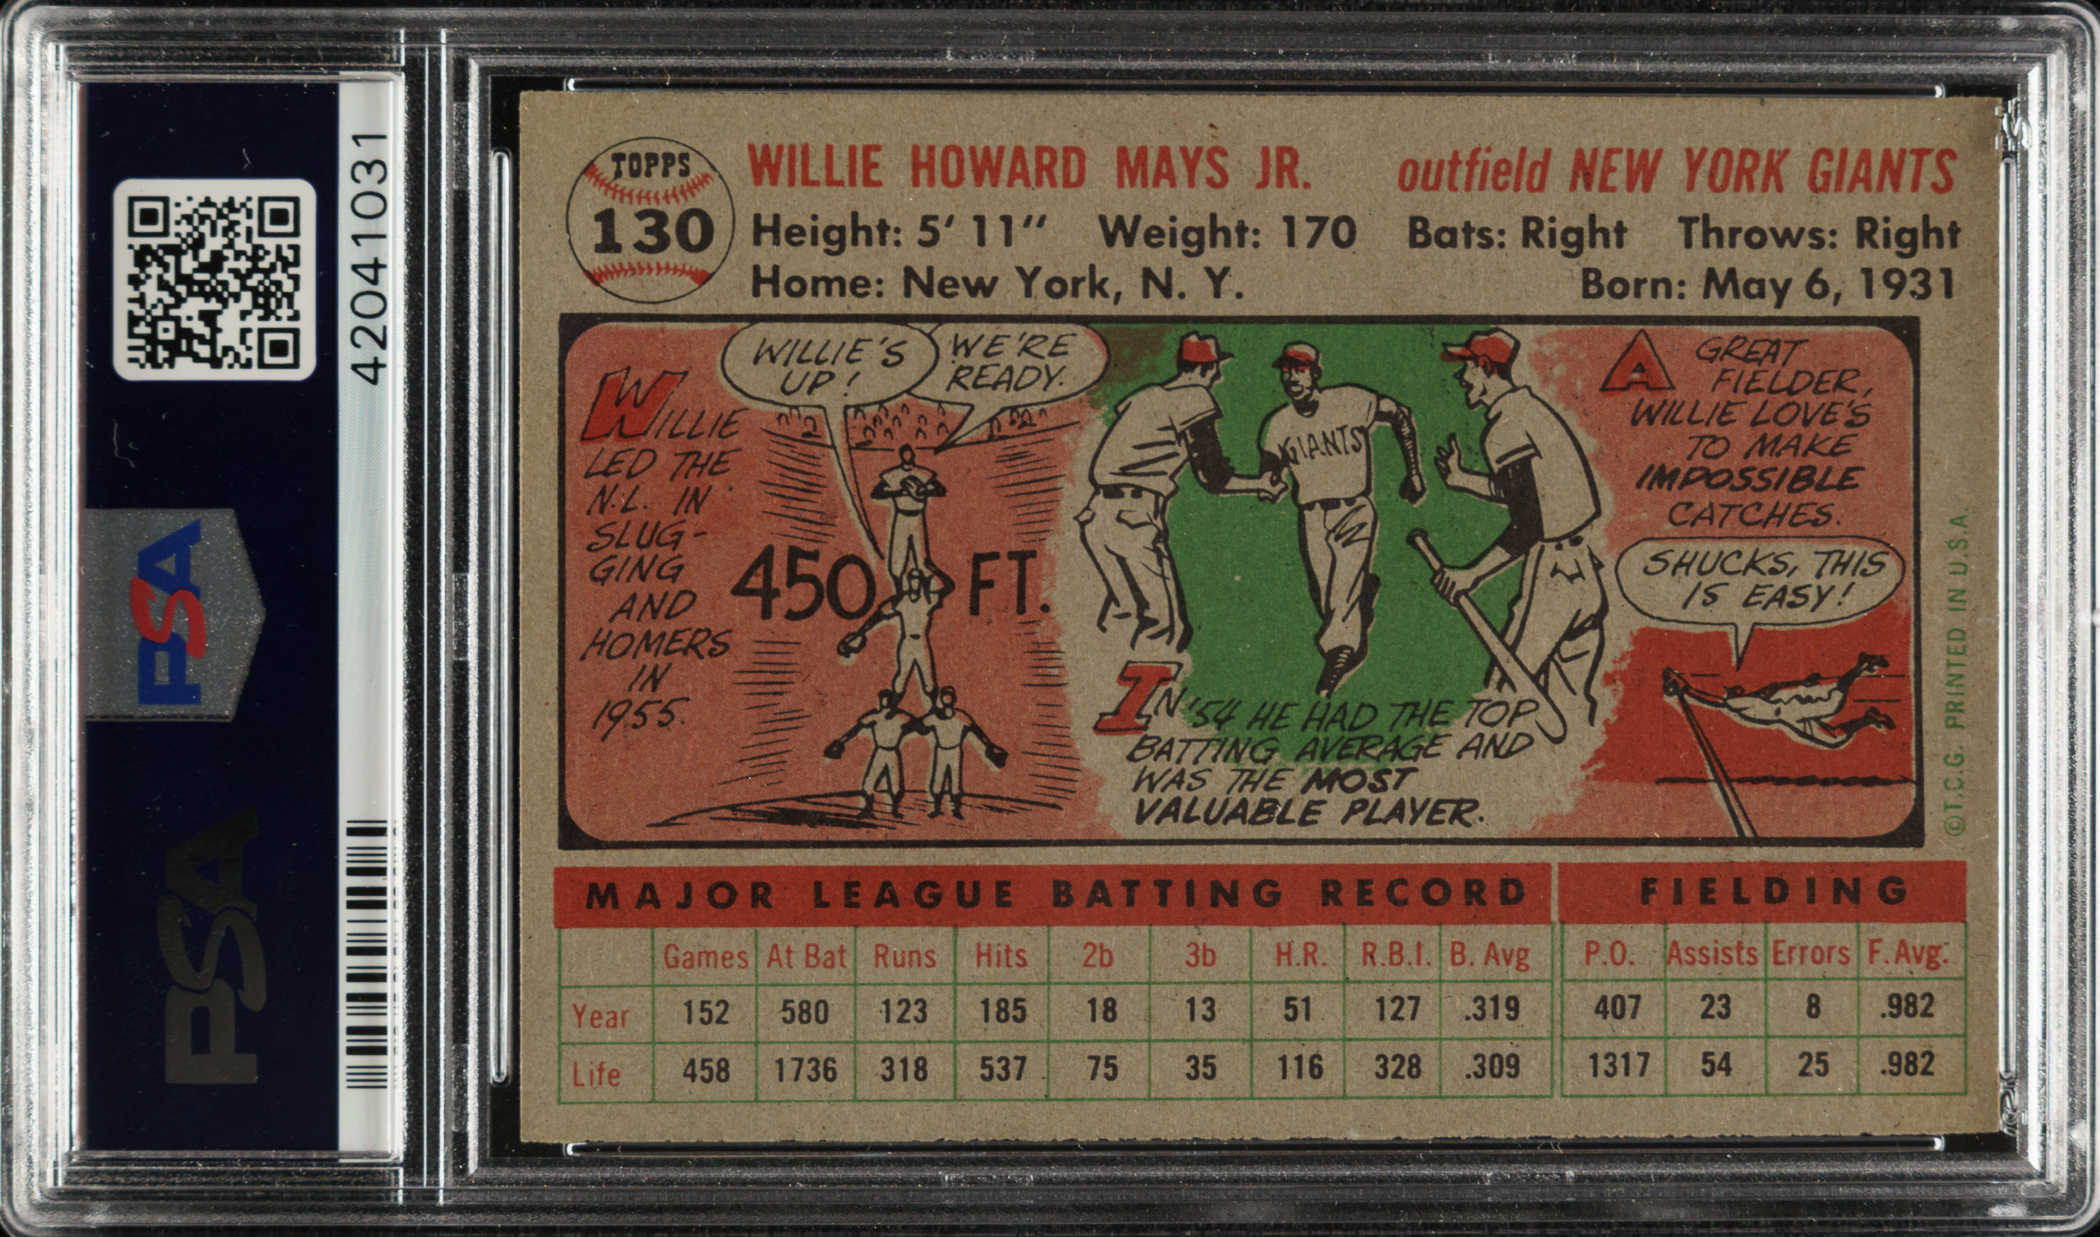 42041031
PSA
PSA
TOPPS
130
WILLIE HOWARD MAYS JR. outfield NEW YORK GIANTS
Height: 5' 11" Weight: 170 Bats: Right Throws: Right
Home: New York, N. Y. Born: May 6, 1931
WILLIE
LED THE
N.L. IN
SLUG-
GING
AND
HOMERS
IN
1955.
WILLIE'S
UP!
WE'RE
READY.
450 FT.
GIANTS
IN '54 HE HAD THE TOP
BATTING AVERAGE AND
WAS THE MOST
VALUABLE PLAYER.
A GREAT
FIELDER,
WILLIE LOVE'S
TO MAKE
IMPOSSIBLE
CATCHES.
SHUCKS, THIS
IS EASY!
©T.C.G. PRINTED IN U.S.A.
MAJOR LEAGUE BATTING RECORD FIELDING
Games At Bat Runs Hits 2b 3b H.R. R.B.I. B. Avg P.O. Assists Errors F. Avg.
Year 152 580 123 185 18 13 51 127 .319 407 23 8 .982
Life 458 1736 318 537 75 35 116 328 .309 1317 54 25 .982